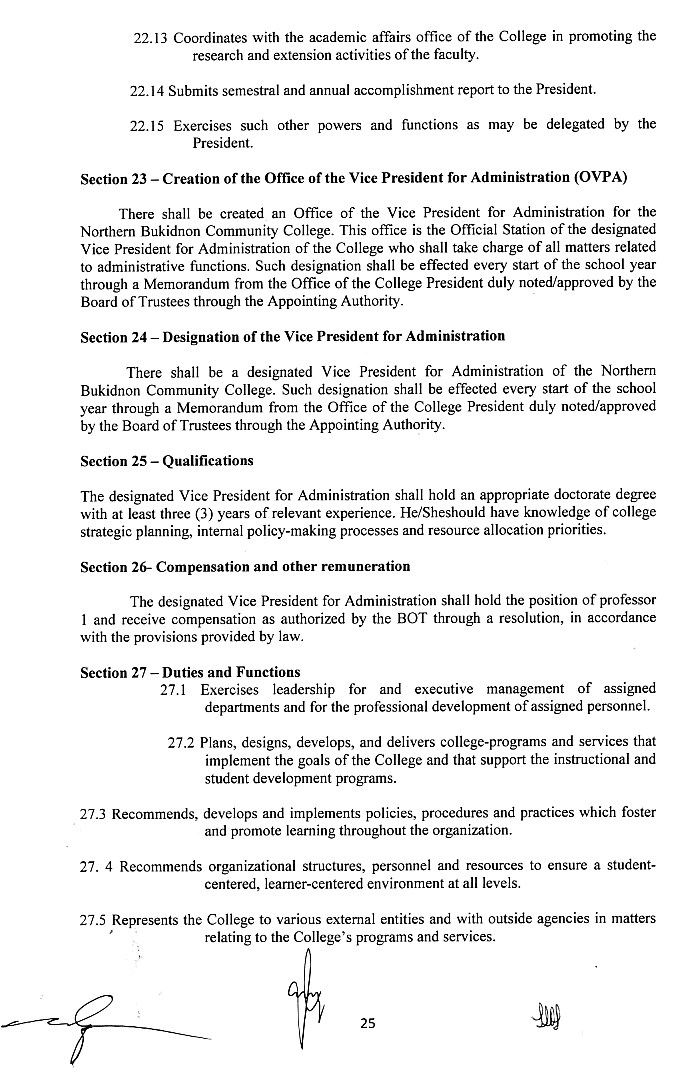 22.13 Coordinates with the academic affairs office of the College in promoting the
research and extension activities of the faculty.
22.14 Submits semestral and annual accomplishment report to the President.
22.15 Exercises such other powers and functions as may be delegated by the
President.
Section 23 – Creation of the Office of the Vice President for Administration (OVPA)
There shall be created an Office of the Vice President for Administration for the
Northern Bukidnon Community College. This office is the Official Station of the designated
Vice President for Administration of the College who shall take charge of all matters related
to administrative functions. Such designation shall be effected every start of the school year
through a Memorandum from the Office of the College President duly noted/approved by the
Board of Trustees through the Appointing Authority.
Section 24 – Designation of the Vice President for Administration
There shall be a designated Vice President for Administration of the Northern
Bukidnon Community College. Such designation shall be effected every start of the school
year through a Memorandum from the Office of the College President duly noted/approved
by the Board of Trustees through the Appointing Authority.
Section 25 – Qualifications
The designated Vice President for Administration shall hold an appropriate doctorate degree
with at least three (3) years of relevant experience. He/Sheshould have knowledge of college
strategic planning, internal policy-making processes and resource allocation priorities.
Section 26- Compensation and other remuneration
The designated Vice President for Administration shall hold the position of professor
1 and receive compensation as authorized by the BOT through a resolution, in accordance
with the provisions provided by law.
Section 27 – Duties and Functions
27.1 Exercises leadership for and executive management of assigned
departments and for the professional development of assigned personnel.
27.2 Plans, designs, develops, and delivers college-programs and services that
implement the goals of the College and that support the instructional and
student development programs.
27.3 Recommends, develops and implements policies, procedures and practices which foster
and promote learning throughout the organization.
27. 4 Recommends organizational structures, personnel and resources to ensure a student-
centered, learner-centered environment at all levels.
27.5 Represents the College to various external entities and with outside agencies in matters
relating to the College's programs and services.
25